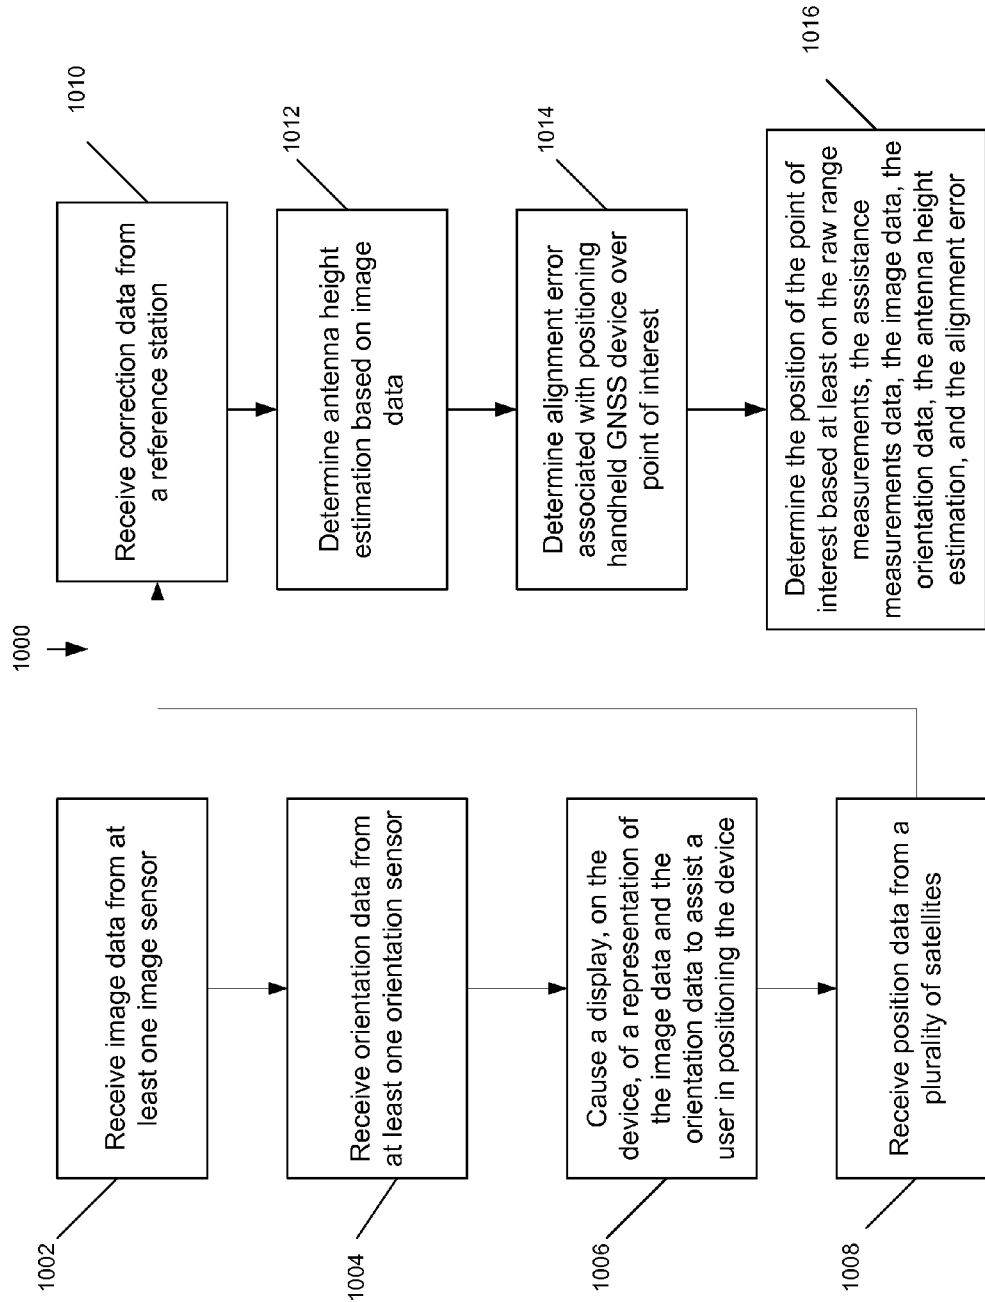 1000
1002
Receive image data from at
least one image sensor
1004
Receive orientation data from
at least one orientation sensor
1006
Cause a display, on the
device, of a representation of
the image data and the
orientation data to assist a
user in positioning the device
1008
Receive position data from a
plurality of satellites
1010
Receive correction data from
a reference station
1012
Determine antenna height
estimation based on image
data
1014
Determine alignment error
associated with positioning
handheld GNSS device over
point of interest
1016
Determine the position of the point of
interest based at least on the raw range
measurements, the assistance
measurements data, the image data, the
orientation data, the antenna height
estimation, and the alignment error